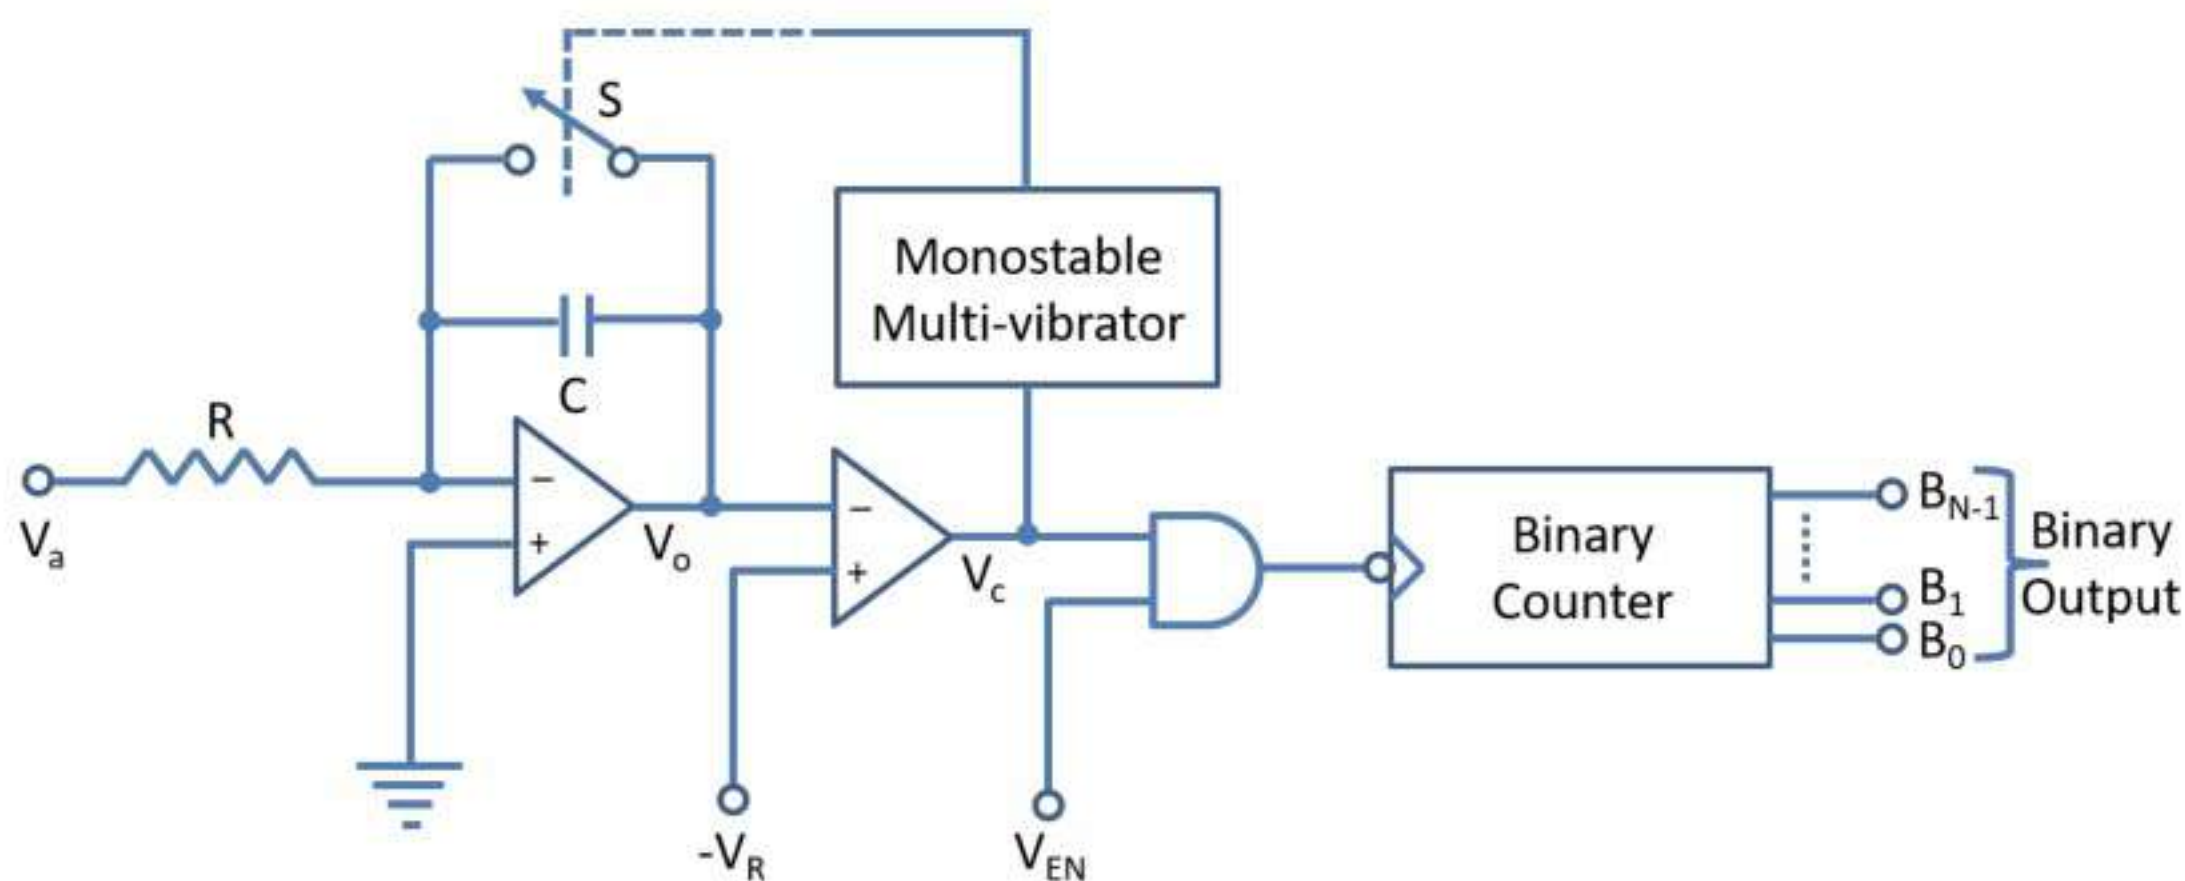 S
Monostable
Multi-vibrator
C
R
−
+
Va
Vo
−
+
Vc
-VR
VEN
Binary
Counter
BN-1
B1
B0
Binary
Output